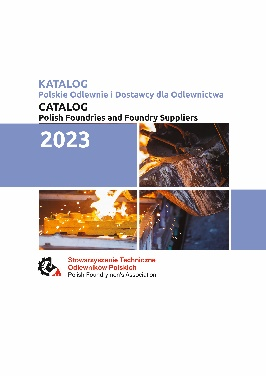 KATALOG
Polskie Odlewnie i Dostawcy dla Odlewnictwa
CATALOG
Polish Foundries and Foundry Suppliers
2023
Stowarzyszenie Techniczne
Odlewników Polskich
Polish Foundrymen's Association